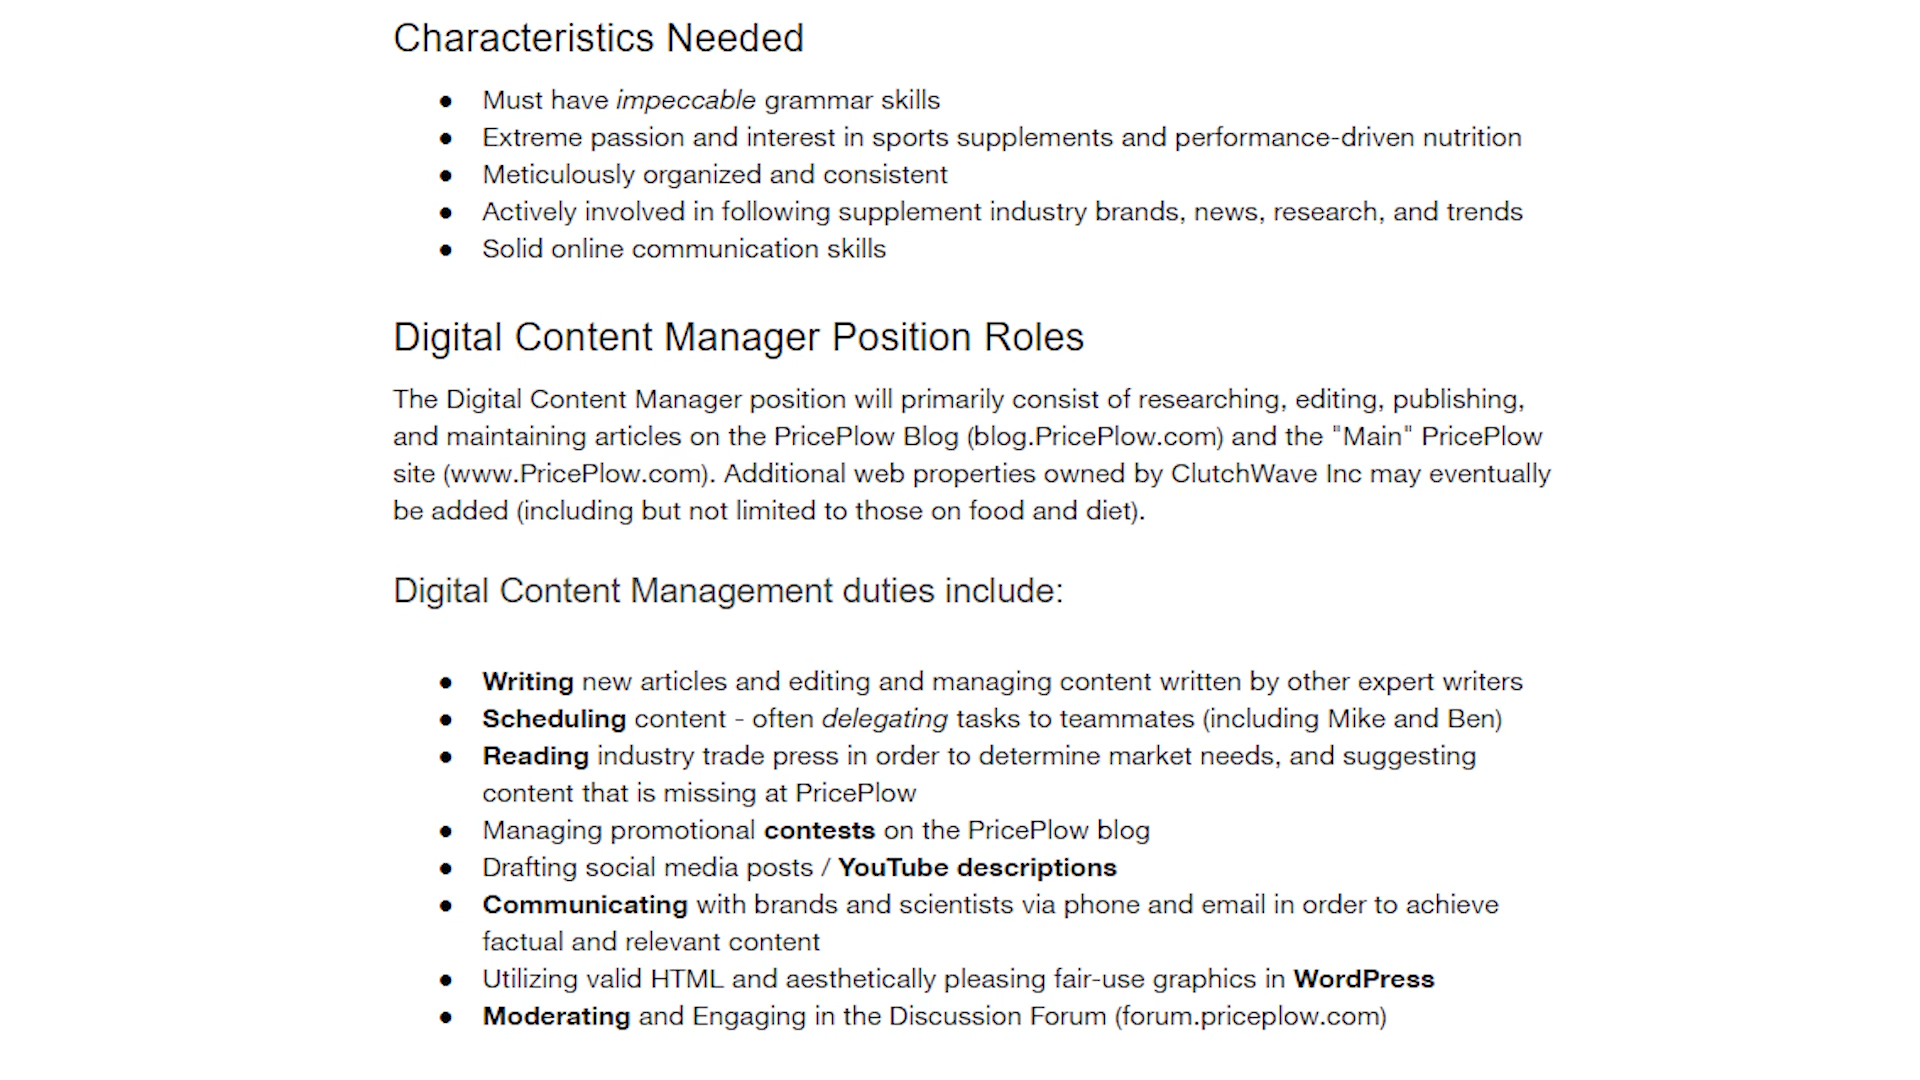 Characteristics Needed
● Must have impeccable grammar skills
● Extreme passion and interest in sports supplements and performance-driven nutrition
● Meticulously organized and consistent
● Actively involved in following supplement industry brands, news, research, and trends
● Solid online communication skills
Digital Content Manager Position Roles
The Digital Content Manager position will primarily consist of researching, editing, publishing,
and maintaining articles on the PricePlow Blog (blog.PricePlow.com) and the "Main" PricePlow
site (www.PricePlow.com). Additional web properties owned by ClutchWave Inc may eventually
be added (including but not limited to those on food and diet).
Digital Content Management duties include:
● Writing new articles and editing and managing content written by other expert writers
● Scheduling content - often delegating tasks to teammates (including Mike and Ben)
● Reading industry trade press in order to determine market needs, and suggesting
content that is missing at PricePlow
● Managing promotional contests on the PricePlow blog
● Drafting social media posts / YouTube descriptions
● Communicating with brands and scientists via phone and email in order to achieve
factual and relevant content
● Utilizing valid HTML and aesthetically pleasing fair-use graphics in WordPress
● Moderating and Engaging in the Discussion Forum (forum.priceplow.com)